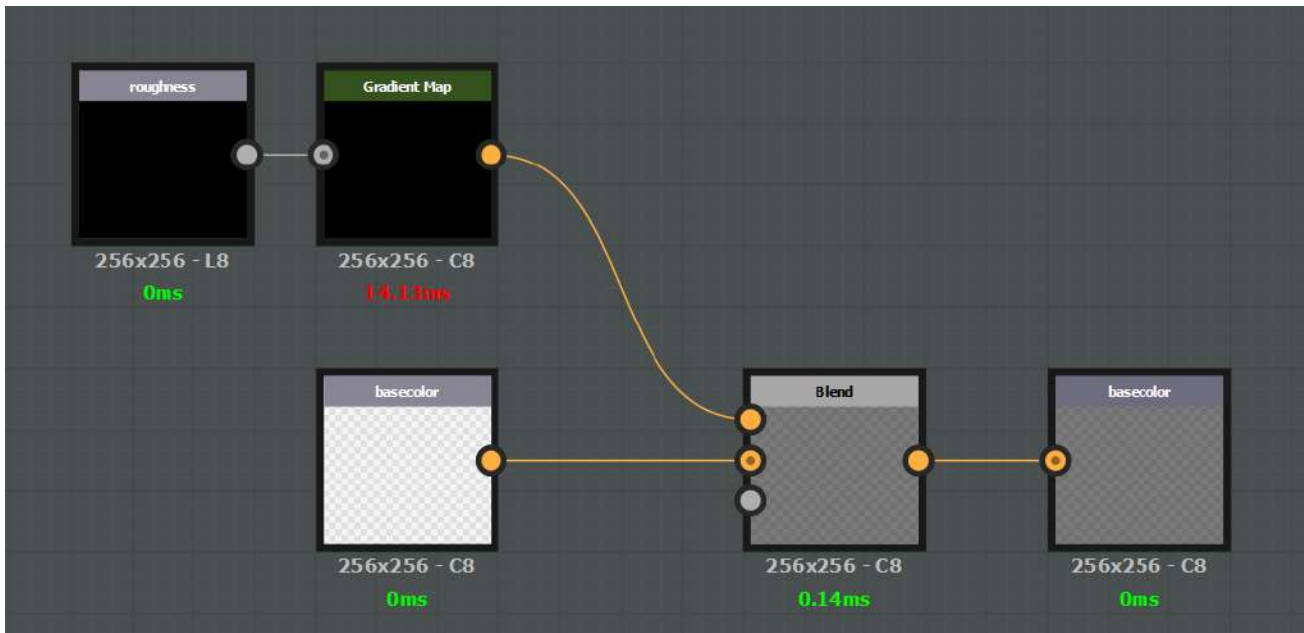 roughness
Gradient Map
256x256 - L8
256x256 - C8
0ms
14.13ms
basecolor
Blend
basecolor
256x256 - C8
256x256 - C8
256x256 - C8
0ms
0.14ms
0ms